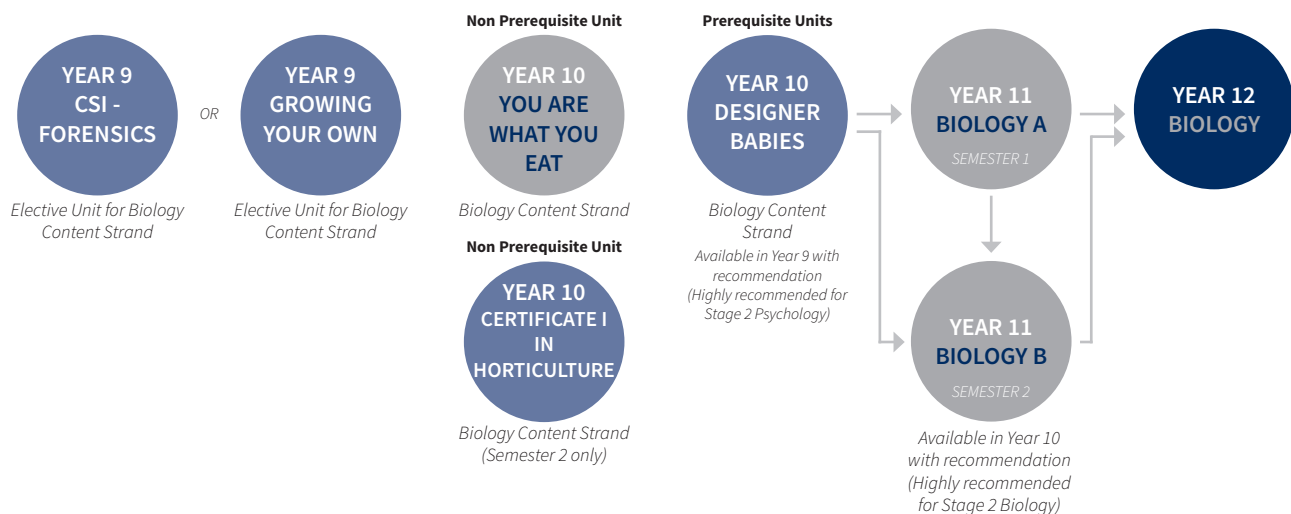 YEAR 9
CSI -
FORENSICS
Elective Unit for Biology
Content Strand
OR
YEAR 9
GROWING
YOUR OWN
Elective Unit for Biology
Content Strand
Non Prerequisite Unit
YEAR 10
YOU ARE
WHAT YOU
EAT
Biology Content Strand
Non Prerequisite Unit
YEAR 10
CERTIFICATE I
IN
HORTICULTURE
Biology Content Strand
(Semester 2 only)
Prerequisite Units
YEAR 10
DESIGNER
BABIES
Biology Content
Strand
Available in Year 9 with
recommendation
(Highly recommended for
Stage 2 Psychology)
YEAR 11
BIOLOGY A
SEMESTER 1
YEAR 11
BIOLOGY B
SEMESTER 2
Available in Year 10
with recommendation
(Highly recommended
for Stage 2 Biology)
YEAR 12
BIOLOGY